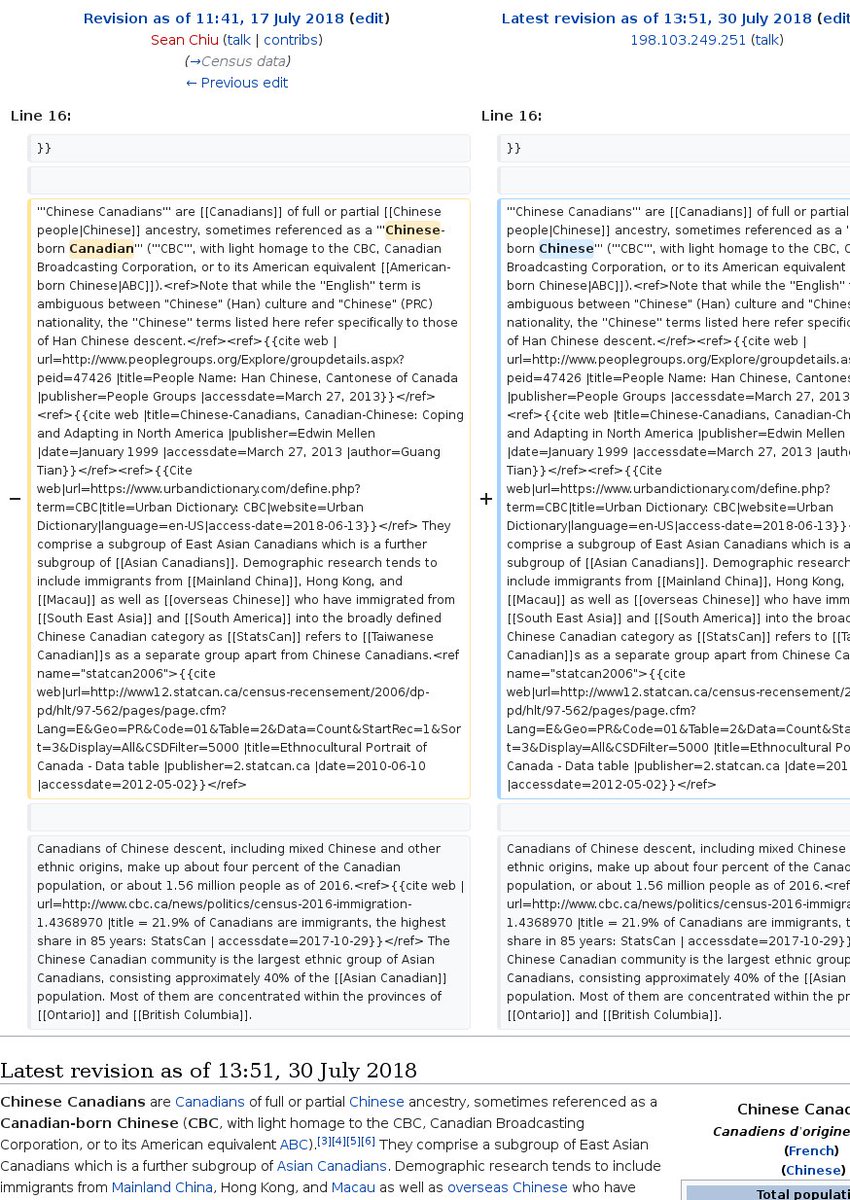 Revision as of 11:41, 17 July 2018 (edit)
Sean Chiu (talk | contribs)
(→Census data)
← Previous edit
Latest revision as of 13:51, 30 July 2018 (edit
198.103.249.251 (talk)
Line 16:
}}
'''Chinese Canadians''' are [[Canadians]] of full or partial [[Chinese
people|Chinese]] ancestry, sometimes referenced as a '''Chinese-
born Canadian''' ('''CBC''', with light homage to the CBC, Canadian
Broadcasting Corporation, or to its American equivalent [[American-
born Chinese|ABC]]).<ref>Note that while the "English" term is
ambiguous between "Chinese" (Han) culture and "Chinese" (PRC)
nationality, the "Chinese" terms listed here refer specifically to those
of Han Chinese descent.</ref><ref>{{cite web |
url=http://www.peoplegroups.org/Explore/groupdetails.aspx?
peid=47426 |title=People Name: Han Chinese, Cantonese of Canada
|publisher=People Groups |accessdate=March 27, 2013}}</ref>
<ref>{{cite web |title=Chinese-Canadians, Canadian-Chinese: Coping
and Adapting in North America |publisher=Edwin Mellen
|date=January 1999 |accessdate=March 27, 2013 |author=Guang
Tian}}</ref><ref>{{Cite
− web|url=https://www.urbandictionary.com/define.php?
term=CBC|title=Urban Dictionary: CBC|website=Urban
Dictionary|language=en-US|access-date=2018-06-13}}</ref> They
comprise a subgroup of East Asian Canadians which is a further
subgroup of [[Asian Canadians]]. Demographic research tends to
include immigrants from [[Mainland China]], Hong Kong, and
[[Macau]] as well as [[overseas Chinese]] who have immigrated from
[[South East Asia]] and [[South America]] into the broadly defined
Chinese Canadian category as [[StatsCan]] refers to [[Taiwanese
Canadian]]s as a separate group apart from Chinese Canadians.<ref
name="statcan2006">{{cite
web|url=http://www12.statcan.ca/census-recensement/2006/dp-
pd/hlt/97-562/pages/page.cfm?
Lang=E&Geo=PR&Code=01&Table=2&Data=Count&StartRec=1&Sor
t=3&Display=All&CSDFilter=5000 |title=Ethnocultural Portrait of
Canada - Data table |publisher=2.statcan.ca |date=2010-06-10
|accessdate=2012-05-02}}</ref>
Canadians of Chinese descent, including mixed Chinese and other
ethnic origins, make up about four percent of the Canadian
population, or about 1.56 million people as of 2016.<ref>{{cite web |
url=http://www.cbc.ca/news/politics/census-2016-immigration-
1.4368970 |title = 21.9% of Canadians are immigrants, the highest
share in 85 years: StatsCan | accessdate=2017-10-29}}</ref> The
Chinese Canadian community is the largest ethnic group of Asian
Canadians, consisting approximately 40% of the [[Asian Canadian]]
population. Most of them are concentrated within the provinces of
[[Ontario]] and [[British Columbia]].
Line 16:
}}
'''Chinese Canadians''' are [[Canadians]] of full or partial
people|Chinese]] ancestry, sometimes referenced as a '
born Chinese''' ('''CBC''', with light homage to the CBC, C
Broadcasting Corporation, or to its American equivalent
born Chinese|ABC]]).<ref>Note that while the "English" t
ambiguous between "Chinese" (Han) culture and "Chines
nationality, the "Chinese" terms listed here refer specific
of Han Chinese descent.</ref><ref>{{cite web |
url=http://www.peoplegroups.org/Explore/groupdetails.as
peid=47426 |title=People Name: Han Chinese, Cantones
|publisher=People Groups |accessdate=March 27, 2013}
<ref>{{cite web |title=Chinese-Canadians, Canadian-Ch
and Adapting in North America |publisher=Edwin Mellen
|date=January 1999 |accessdate=March 27, 2013 |auth
Tian}}</ref><ref>{{Cite
+ web|url=https://www.urbandictionary.com/define.php?
term=CBC|title=Urban Dictionary: CBC|website=Urban
Dictionary|language=en-US|access-date=2018-06-13}}<
comprise a subgroup of East Asian Canadians which is a
subgroup of [[Asian Canadians]]. Demographic research
include immigrants from [[Mainland China]], Hong Kong,
[[Macau]] as well as [[overseas Chinese]] who have imm
[[South East Asia]] and [[South America]] into the broad
Chinese Canadian category as [[StatsCan]] refers to [[Ta
Canadian]]s as a separate group apart from Chinese Ca
name="statcan2006">{{cite
web|url=http://www12.statcan.ca/census-recensement/2
pd/hlt/97-562/pages/page.cfm?
Lang=E&Geo=PR&Code=01&Table=2&Data=Count&Sta
t=3&Display=All&CSDFilter=5000 |title=Ethnocultural Po
Canada - Data table |publisher=2.statcan.ca |date=201
|accessdate=2012-05-02}}</ref>
Canadians of Chinese descent, including mixed Chinese
ethnic origins, make up about four percent of the Canad
population, or about 1.56 million people as of 2016.<ref
url=http://www.cbc.ca/news/politics/census-2016-immigra
1.4368970 |title = 21.9% of Canadians are immigrants, t
share in 85 years: StatsCan | accessdate=2017-10-29}}
Chinese Canadian community is the largest ethnic group
Canadians, consisting approximately 40% of the [[Asian
population. Most of them are concentrated within the pr
[[Ontario]] and [[British Columbia]].
Latest revision as of 13:51, 30 July 2018
Chinese Canadians are Canadians of full or partial Chinese ancestry, sometimes referenced as a
Canadian-born Chinese (CBC, with light homage to the CBC, Canadian Broadcasting
Corporation, or to its American equivalent ABC).[3][4][5][6] They comprise a subgroup of East Asian
Canadians which is a further subgroup of Asian Canadians. Demographic research tends to include
immigrants from Mainland China, Hong Kong, and Macau as well as overseas Chinese who have
Chinese Canad
Canadiens d'origine
(French)
(Chinese)
Total populati